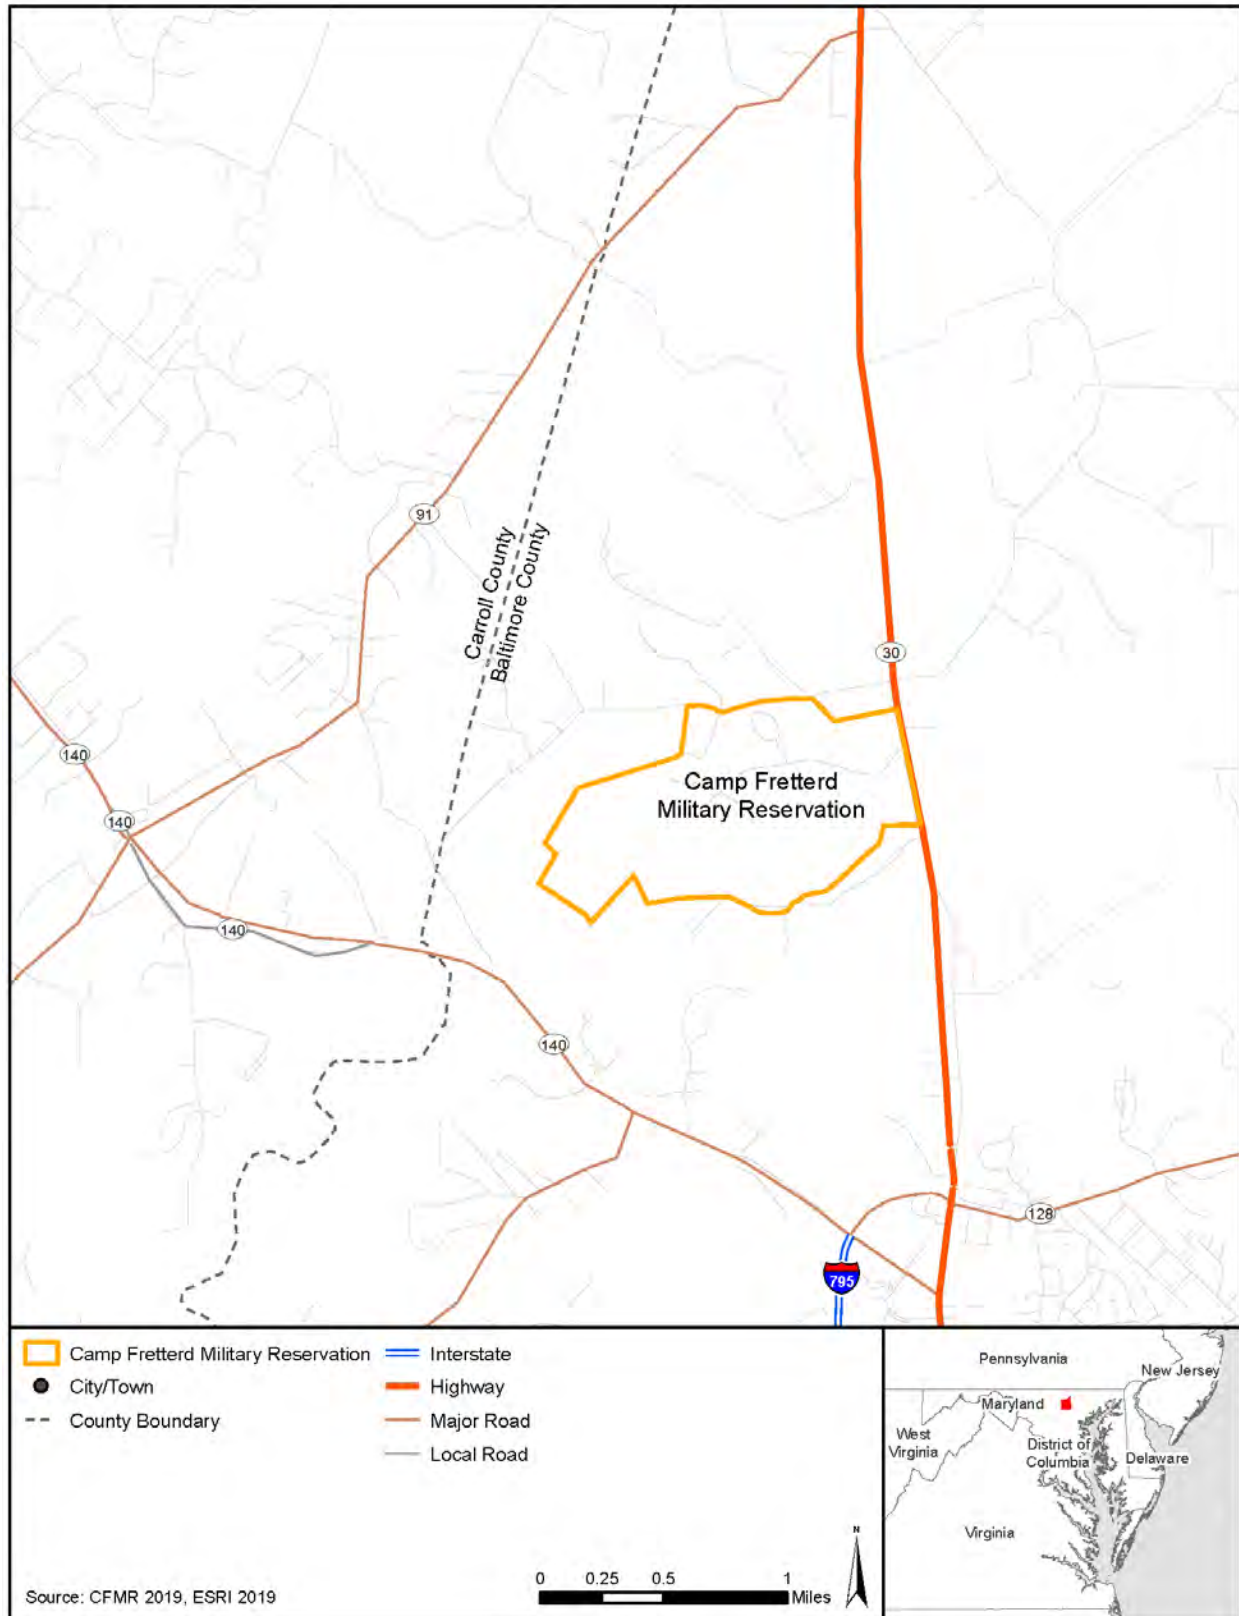 91
Carroll County
Baltimore County
30
140
Camp Fretterd
Military Reservation
140
140
140
128
795
Camp Fretterd Military Reservation
City/Town
County Boundary
Interstate
Highway
Major Road
Local Road
Source: CFMR 2019, ESRI 2019
0 0.25 0.5 1
Miles
N
Pennsylvania
New Jersey
Maryland
West
Virginia
District of
Columbia
Delaware
Virginia